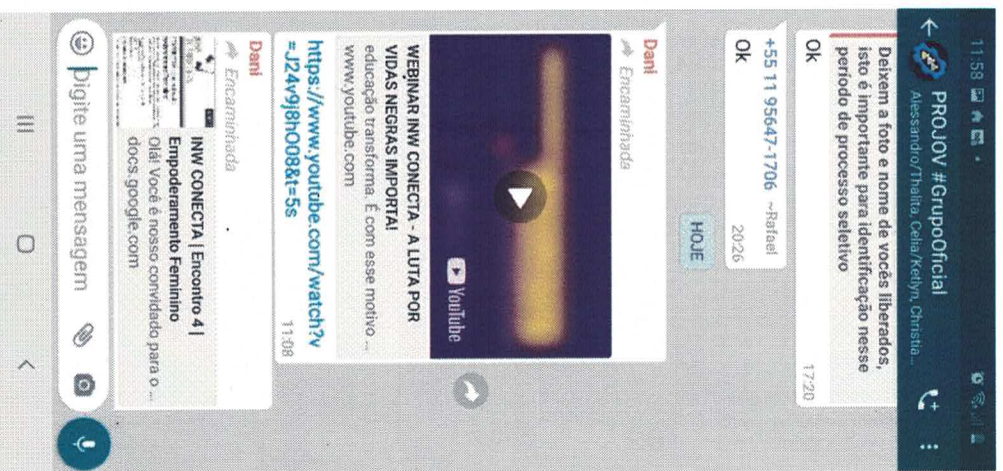 11:58
PROJOV #GrupoOficial
Alessandro/Thalita, Celia/Ketlyn, Christia...
Deixem a foto e nome de vocês liberados,
isto é importante para identificação nesse
período de processo seletivo
Ok
17:20
+55 11 95647-1706 ~Rafael
Ok
20:26
HOJE
Dani
Encaminhada
YouTube
WEBINAR INW CONECTA - A LUTA POR
VIDAS NEGRAS IMPORTA!
educação transforma. É com esse motivo ...
www.youtube.com
https://www.youtube.com/watch?v
=J24v9j8hO08&t=5s
11:08
Dani
Encaminhada
INW CONECTA | Encontro 4 |
Empoderamento Feminino
Olá! Você é nosso convidado para o ...
docs.google.com
Digite uma mensagem